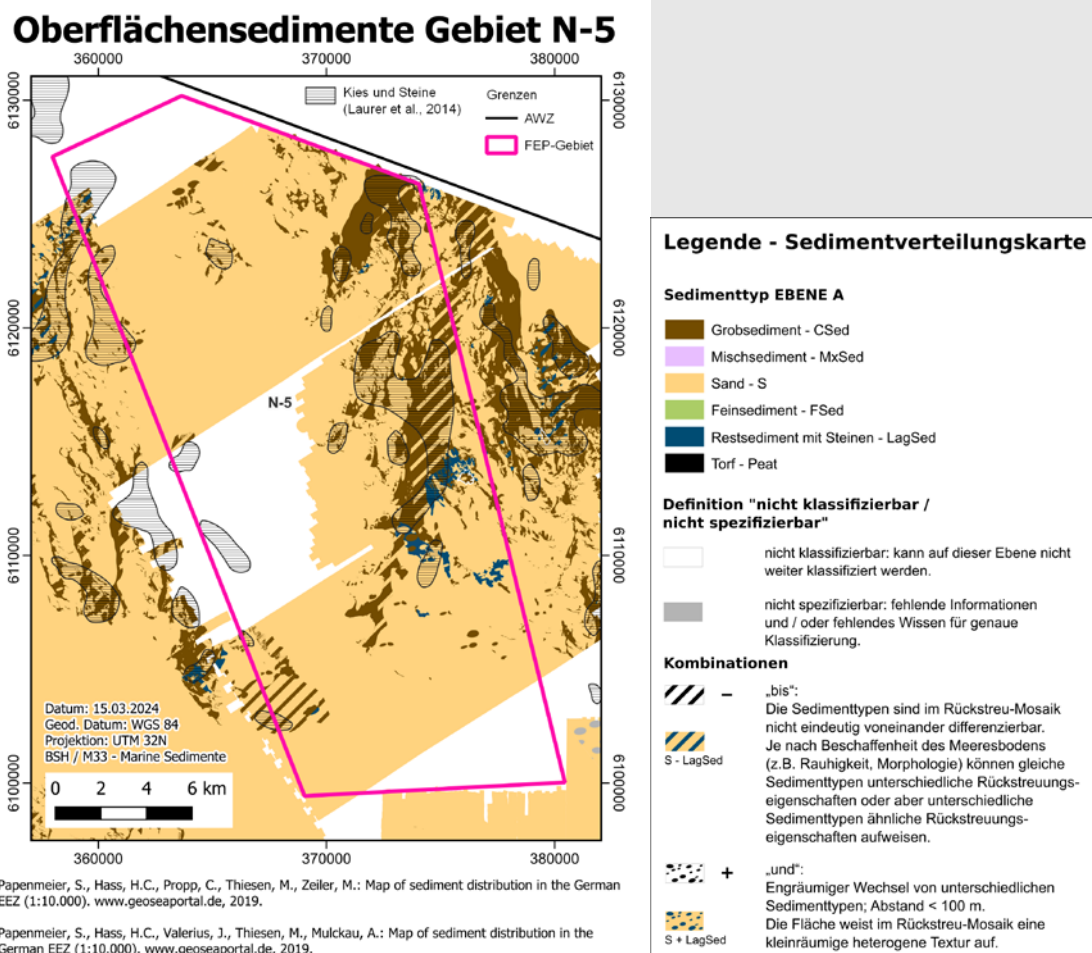 Oberflächensedimente Gebiet N-5
360000 370000 380000
6130000
6120000
6110000
6100000
6130000
6120000
6110000
6100000
Kies und Steine
(Laurer et al., 2014)
Grenzen
AWZ
FEP-Gebiet
N-5
Datum: 15.03.2024
Geod. Datum: WGS 84
Projektion: UTM 32N
BSH / M33 - Marine Sedimente
0 2 4 6 km
360000 370000 380000
Papenmeier, S., Hass, H.C., Propp, C., Thiesen, M., Zeiler, M.: Map of sediment distribution in the German
EEZ (1:10.000). www.geoseaportal.de, 2019.
Papenmeier, S., Hass, H.C., Valerius, J., Thiesen, M., Mulckau, A.: Map of sediment distribution in the
German EEZ (1:10.000). www.geoseaportal.de, 2019.
Legende - Sedimentverteilungskarte
Sedimenttyp EBENE A
Grobsediment - CSed
Mischsediment - MxSed
Sand - S
Feinsediment - FSed
Restsediment mit Steinen - LagSed
Torf - Peat
Definition "nicht klassifizierbar /
nicht spezifizierbar"
nicht klassifizierbar: kann auf dieser Ebene nicht
weiter klassifiziert werden.
nicht spezifizierbar: fehlende Informationen
und / oder fehlendes Wissen für genaue
Klassifizierung.
Kombinationen
– „bis":
Die Sedimenttypen sind im Rückstreu-Mosaik
nicht eindeutig voneinander differenzierbar.
Je nach Beschaffenheit des Meeresbodens
(z.B. Rauhigkeit, Morphologie) können gleiche
Sedimenttypen unterschiedliche Rückstreuungs-
eigenschaften oder aber unterschiedliche
Sedimenttypen ähnliche Rückstreuungs-
eigenschaften aufweisen.
S - LagSed
+ „und":
Engräumiger Wechsel von unterschiedlichen
Sedimenttypen; Abstand < 100 m.
Die Fläche weist im Rückstreu-Mosaik eine
kleinräumige heterogene Textur auf.
S + LagSed